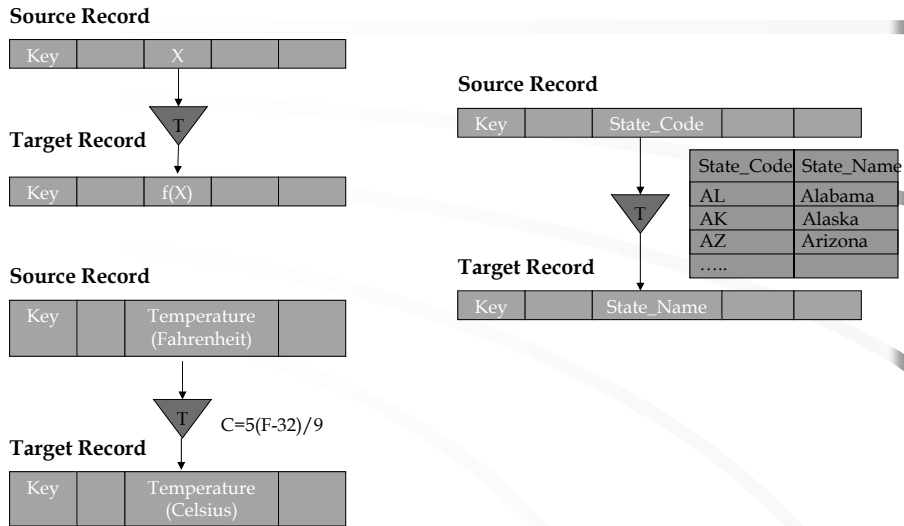 Source Record
Key X
T
Target Record
Key f(X)
Source Record
Key Temperature
(Fahrenheit)
T C=5(F-32)/9
Target Record
Key Temperature
(Celsius)
Source Record
Key State_Code
State_Code State_Name
AL Alabama
AK Alaska
AZ Arizona
…..
T
Target Record
Key State_Name